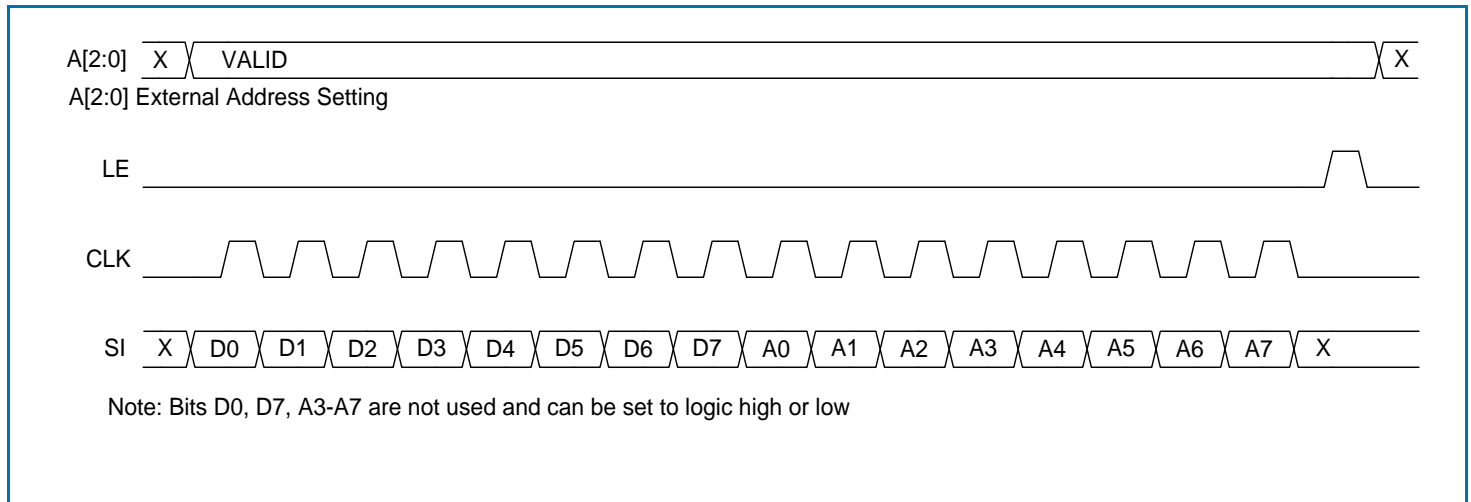 A[2:0] X VALID X
A[2:0] External Address Setting
LE
CLK
SI X D0 D1 D2 D3 D4 D5 D6 D7 A0 A1 A2 A3 A4 A5 A6 A7 X
Note: Bits D0, D7, A3-A7 are not used and can be set to logic high or low